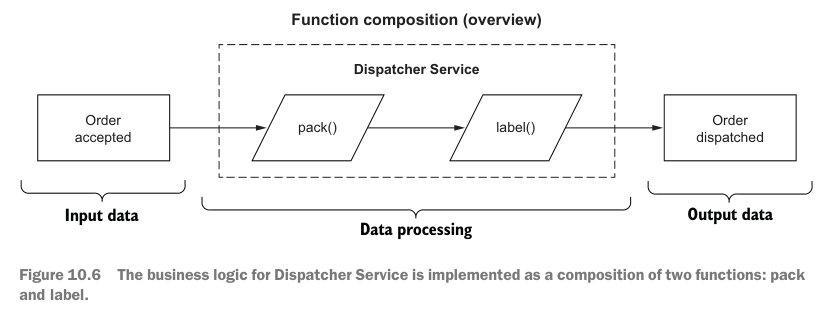 Function composition (overview)
Dispatcher Service
Order
accepted
pack()
label()
Order
dispatched
Input data
Data processing
Output data
Figure 10.6 The business logic for Dispatcher Service is implemented as a composition of two functions: pack
and label.